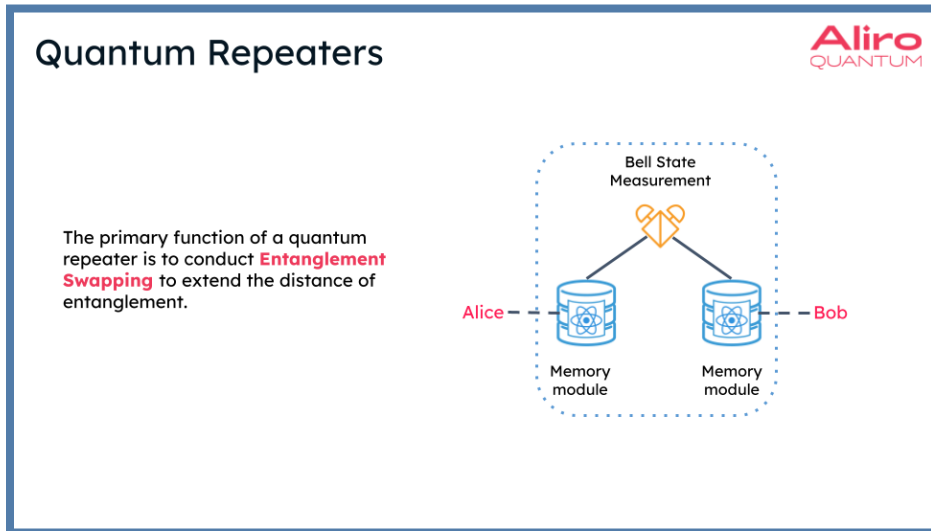 Quantum Repeaters
Aliro
QUANTUM
The primary function of a quantum
repeater is to conduct Entanglement
Swapping to extend the distance of
entanglement.
Bell State
Measurement
Alice
Bob
Memory
module
Memory
module